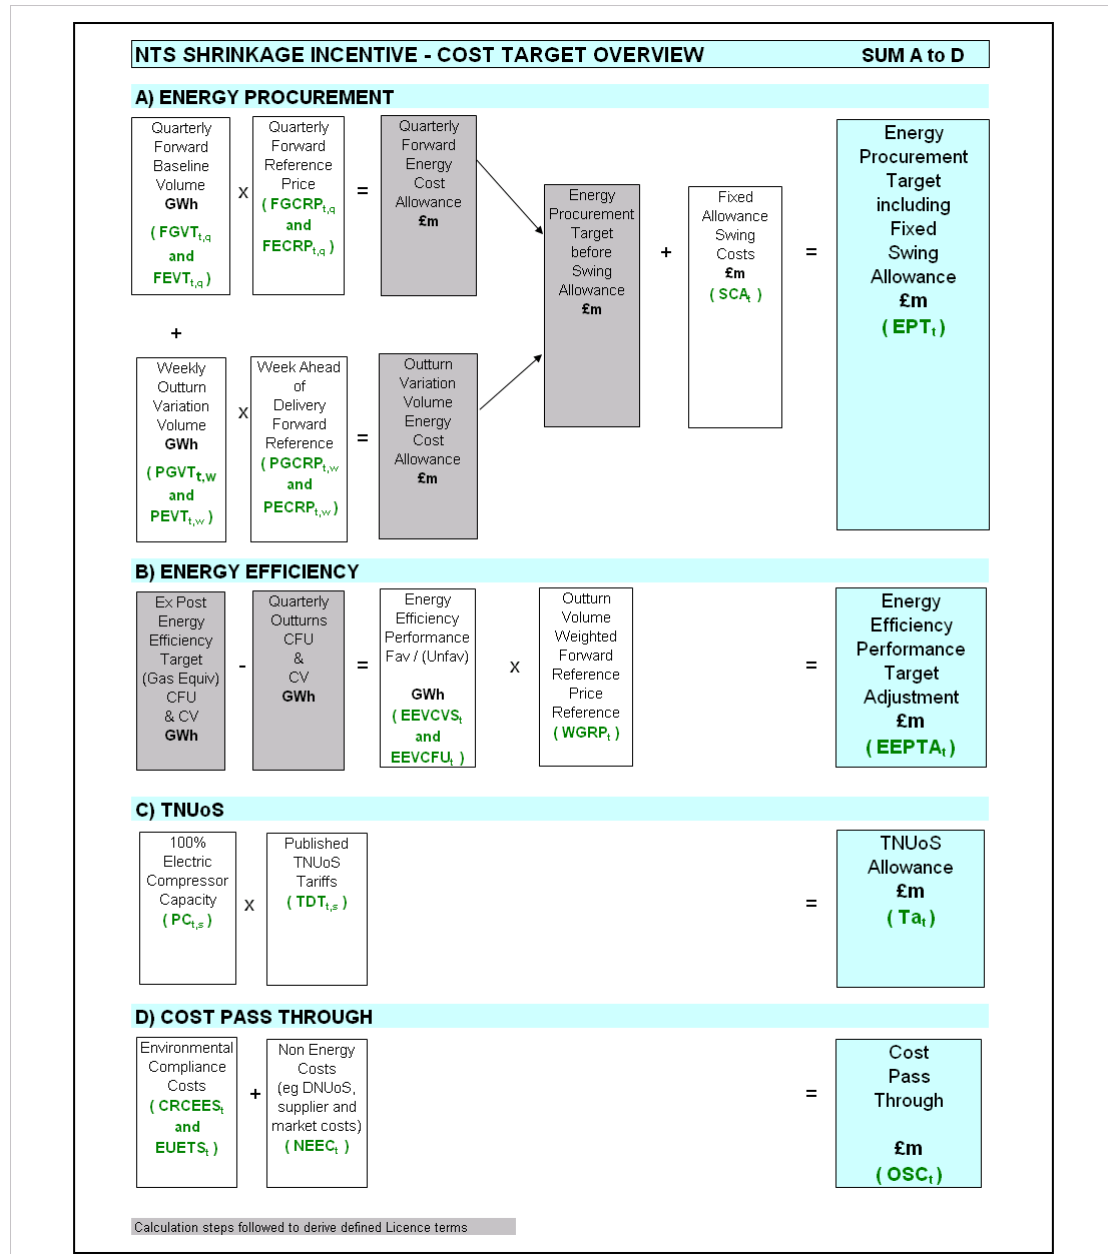 NTS SHRINKAGE INCENTIVE - COST TARGET OVERVIEW SUM A to D
A) ENERGY PROCUREMENT
Quarterly
Forward
Baseline
Volume
GWh
( FGVTt,q
and
FEVTt,q )
x
Quarterly
Forward
Reference
Price
( FGCRPt,q
and
FECRPt,q )
=
Quarterly
Forward
Energy
Cost
Allowance
£m
+
Weekly
Outturn
Variation
Volume
GWh
( PGVTt,w
and
PEVTt,w )
x
Week Ahead
of
Delivery
Forward
Reference
( PGCRPt,w
and
PECRPt,w )
=
Outturn
Variation
Volume
Energy
Cost
Allowance
£m
Energy
Procurement
Target
before
Swing
Allowance
£m
+
Fixed
Allowance
Swing
Costs
£m
( SCAt )
=
Energy
Procurement
Target
including
Fixed
Swing
Allowance
£m
( EPTt )
B) ENERGY EFFICIENCY
Ex Post
Energy
Efficiency
Target
(Gas Equiv)
CFU
& CV
GWh
-
Quarterly
Outturns
CFU
&
CV
GWh
=
Energy
Efficiency
Performance
Fav / (Unfav)
GWh
( EEVCVSt
and
EEVCFUt )
x
Outturn
Volume
Weighted
Forward
Reference
Price
Reference
( WGRPt )
=
Energy
Efficiency
Performance
Target
Adjustment
£m
( EEPTAt )
C) TNUoS
100%
Electric
Compressor
Capacity
( PCt,s )
x
Published
TNUoS
Tariffs
( TDTt,s )
=
TNUoS
Allowance
£m
( Tat )
D) COST PASS THROUGH
Environmental
Compliance
Costs
( CRCEESt
and
EUETSt )
+
Non Energy
Costs
(eg DNUoS,
supplier and
market costs)
( NEECt )
=
Cost
Pass
Through
£m
( OSCt )
Calculation steps followed to derive defined Licence terms